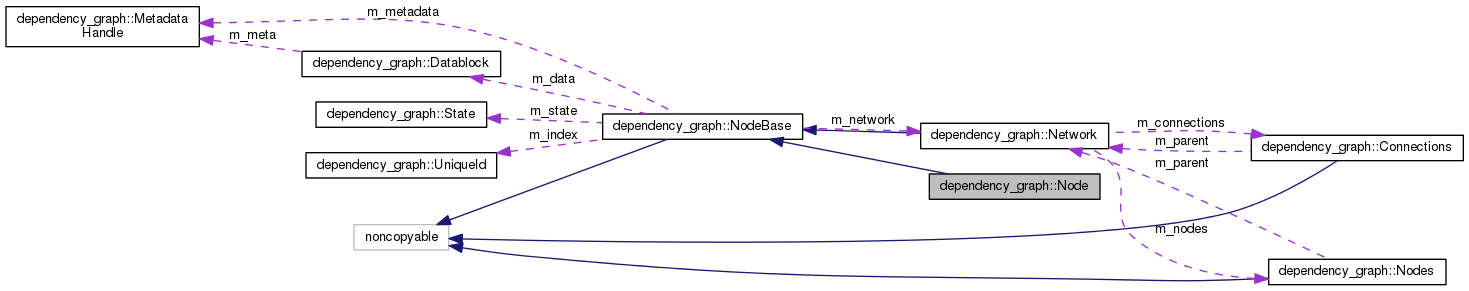 dependency_graph::Metadata
Handle
m_metadata
m_meta
dependency_graph::Datablock
m_data
dependency_graph::State
m_state
dependency_graph::NodeBase
m_network
m_connections
dependency_graph::Network
m_parent
dependency_graph::Connections
m_index
dependency_graph::UniqueId
m_parent
dependency_graph::Node
noncopyable
m_nodes
dependency_graph::Nodes